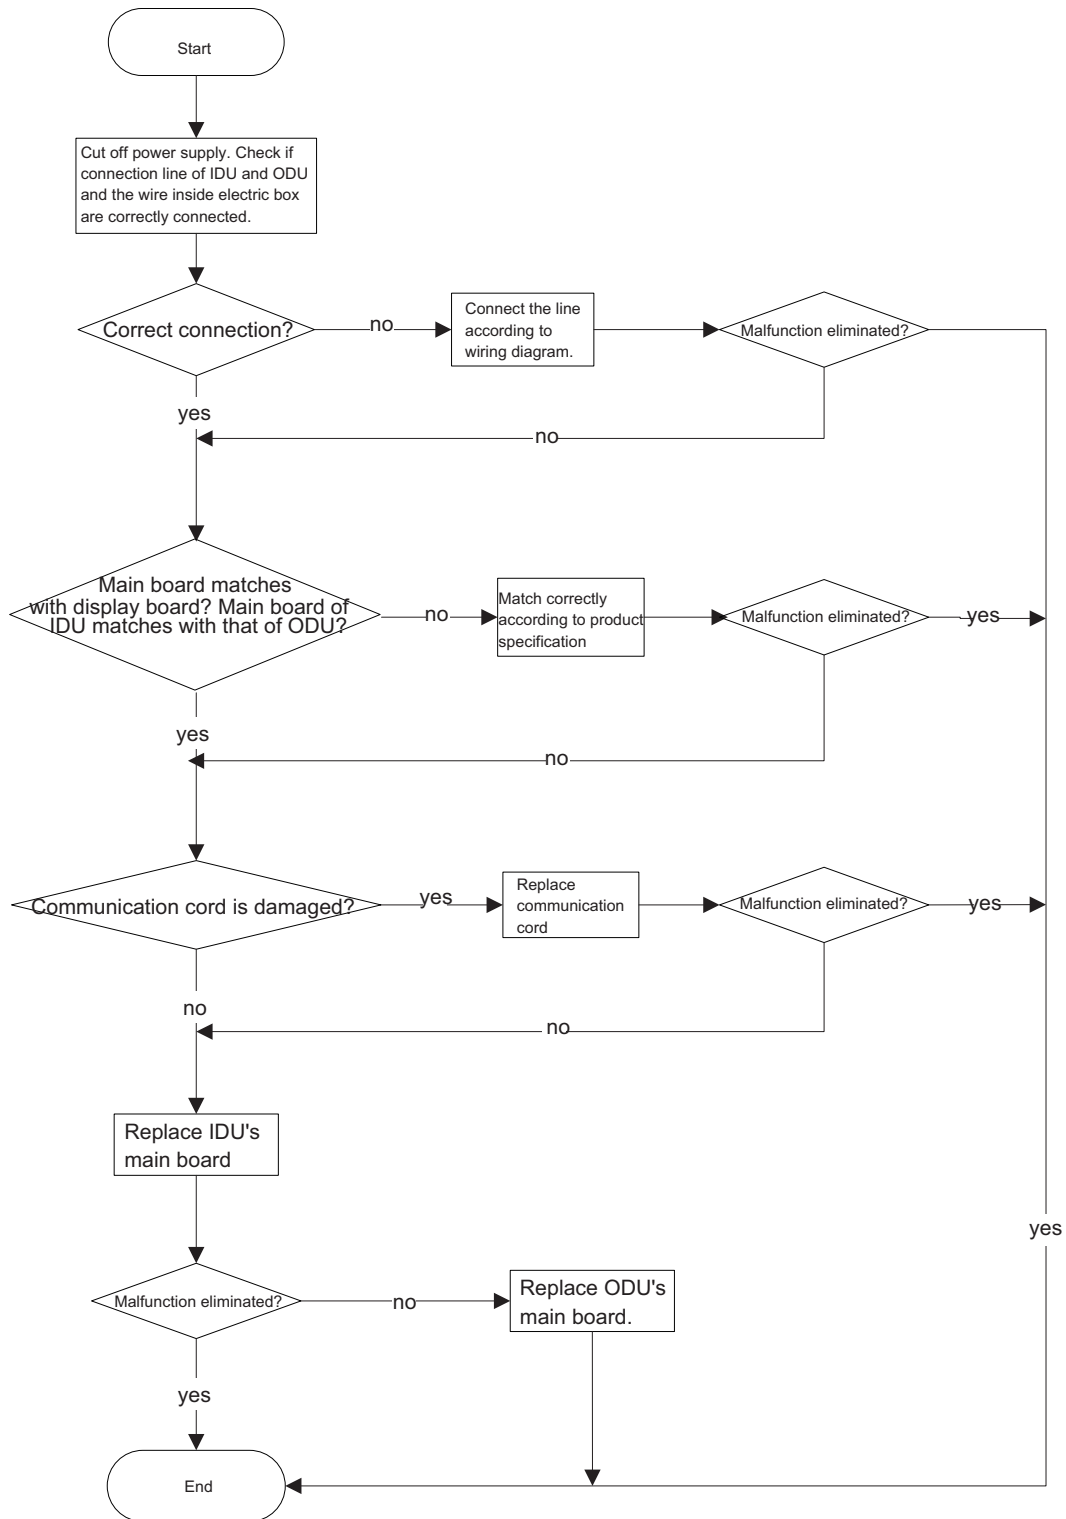 Start
Cut off power supply. Check if
connection line of IDU and ODU
and the wire inside electric box
are correctly connected.
Correct connection?
no
Connect the line
according to
wiring diagram.
Malfunction eliminated?
yes
no
Main board matches
with display board? Main board of
IDU matches with that of ODU?
no
Match correctly
according to product
specification
Malfunction eliminated?
yes
yes
no
Communication cord is damaged?
yes
Replace
communication
cord
Malfunction eliminated?
yes
no
no
Replace IDU's
main board
yes
Malfunction eliminated?
no
Replace ODU's
main board.
yes
End